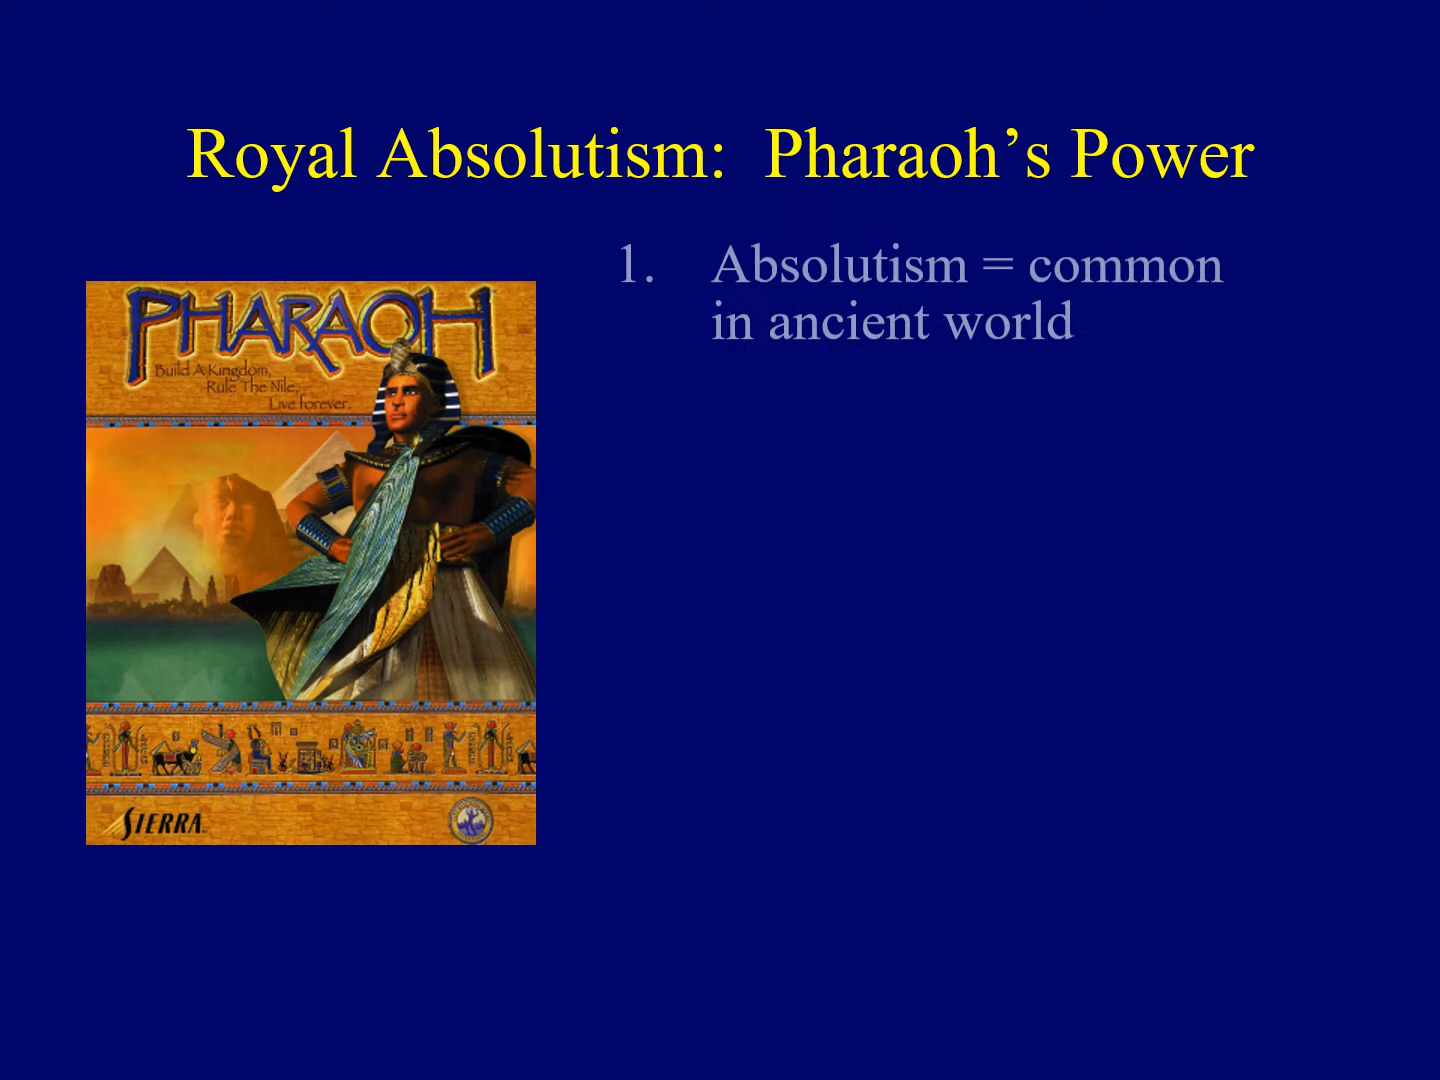 Royal Absolutism: Pharaoh’s Power
1. Absolutism = common
in ancient world
PHARAOH
Build A Kingdom,
Rule The Nile,
Live forever.
SIERRA